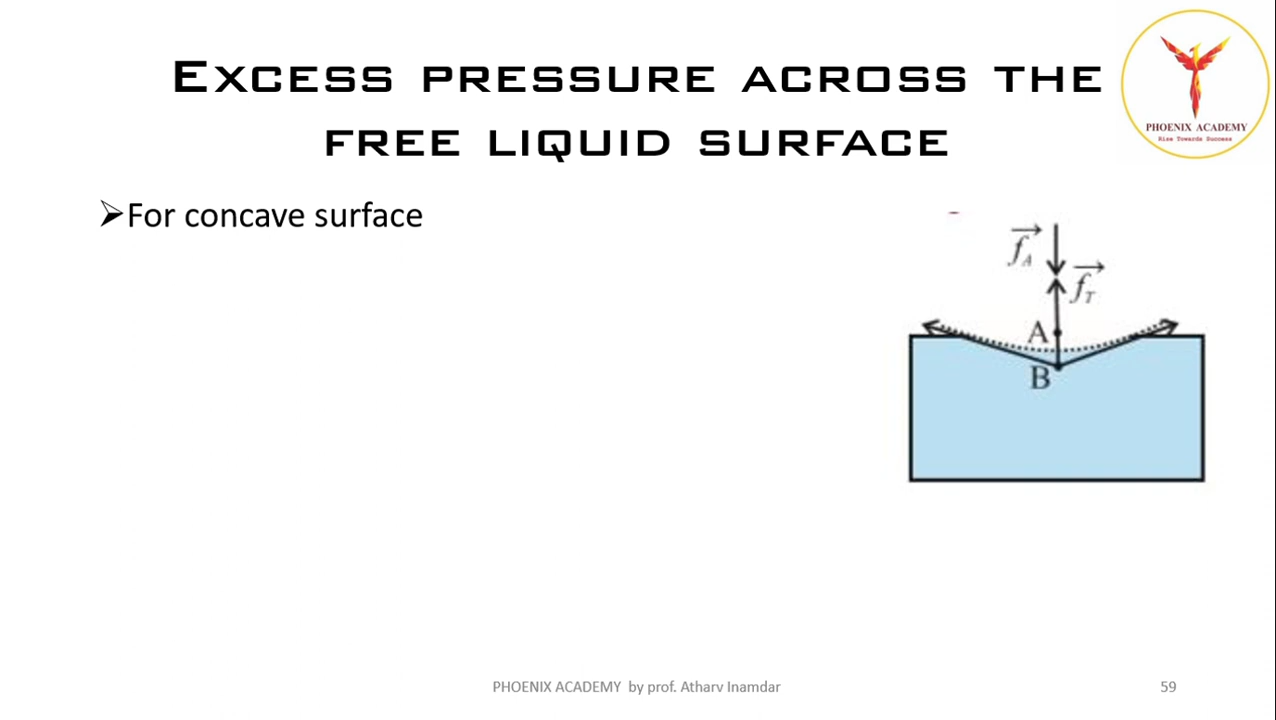 EXCESS PRESSURE ACROSS THE
FREE LIQUID SURFACE
PHOENIX ACADEMY
Rise Towards Success
➢For concave surface
f_A
f_T
A
B
PHOENIX ACADEMY by prof. Atharv Inamdar
59